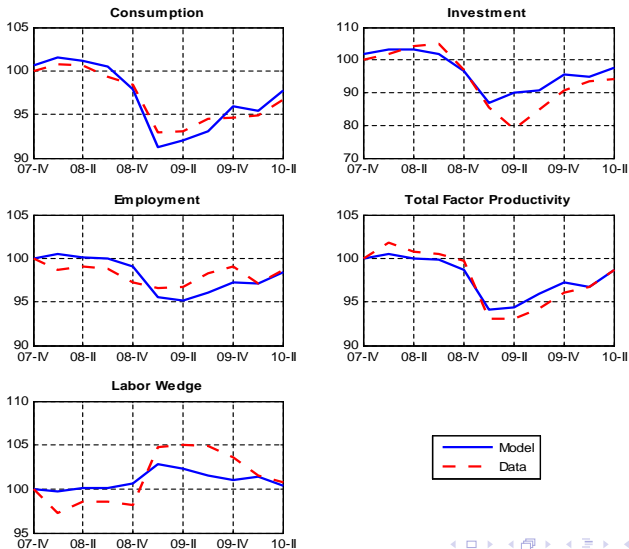 Consumption
105
100
95
90
07-IV 08-II 08-IV 09-II 09-IV 10-II
Investment
110
100
90
80
70
07-IV 08-II 08-IV 09-II 09-IV 10-II
Employment
105
100
95
90
07-IV 08-II 08-IV 09-II 09-IV 10-II
Total Factor Productivity
105
100
95
90
07-IV 08-II 08-IV 09-II 09-IV 10-II
Labor Wedge
110
105
100
95
07-IV 08-II 08-IV 09-II 09-IV 10-II
Model
Data